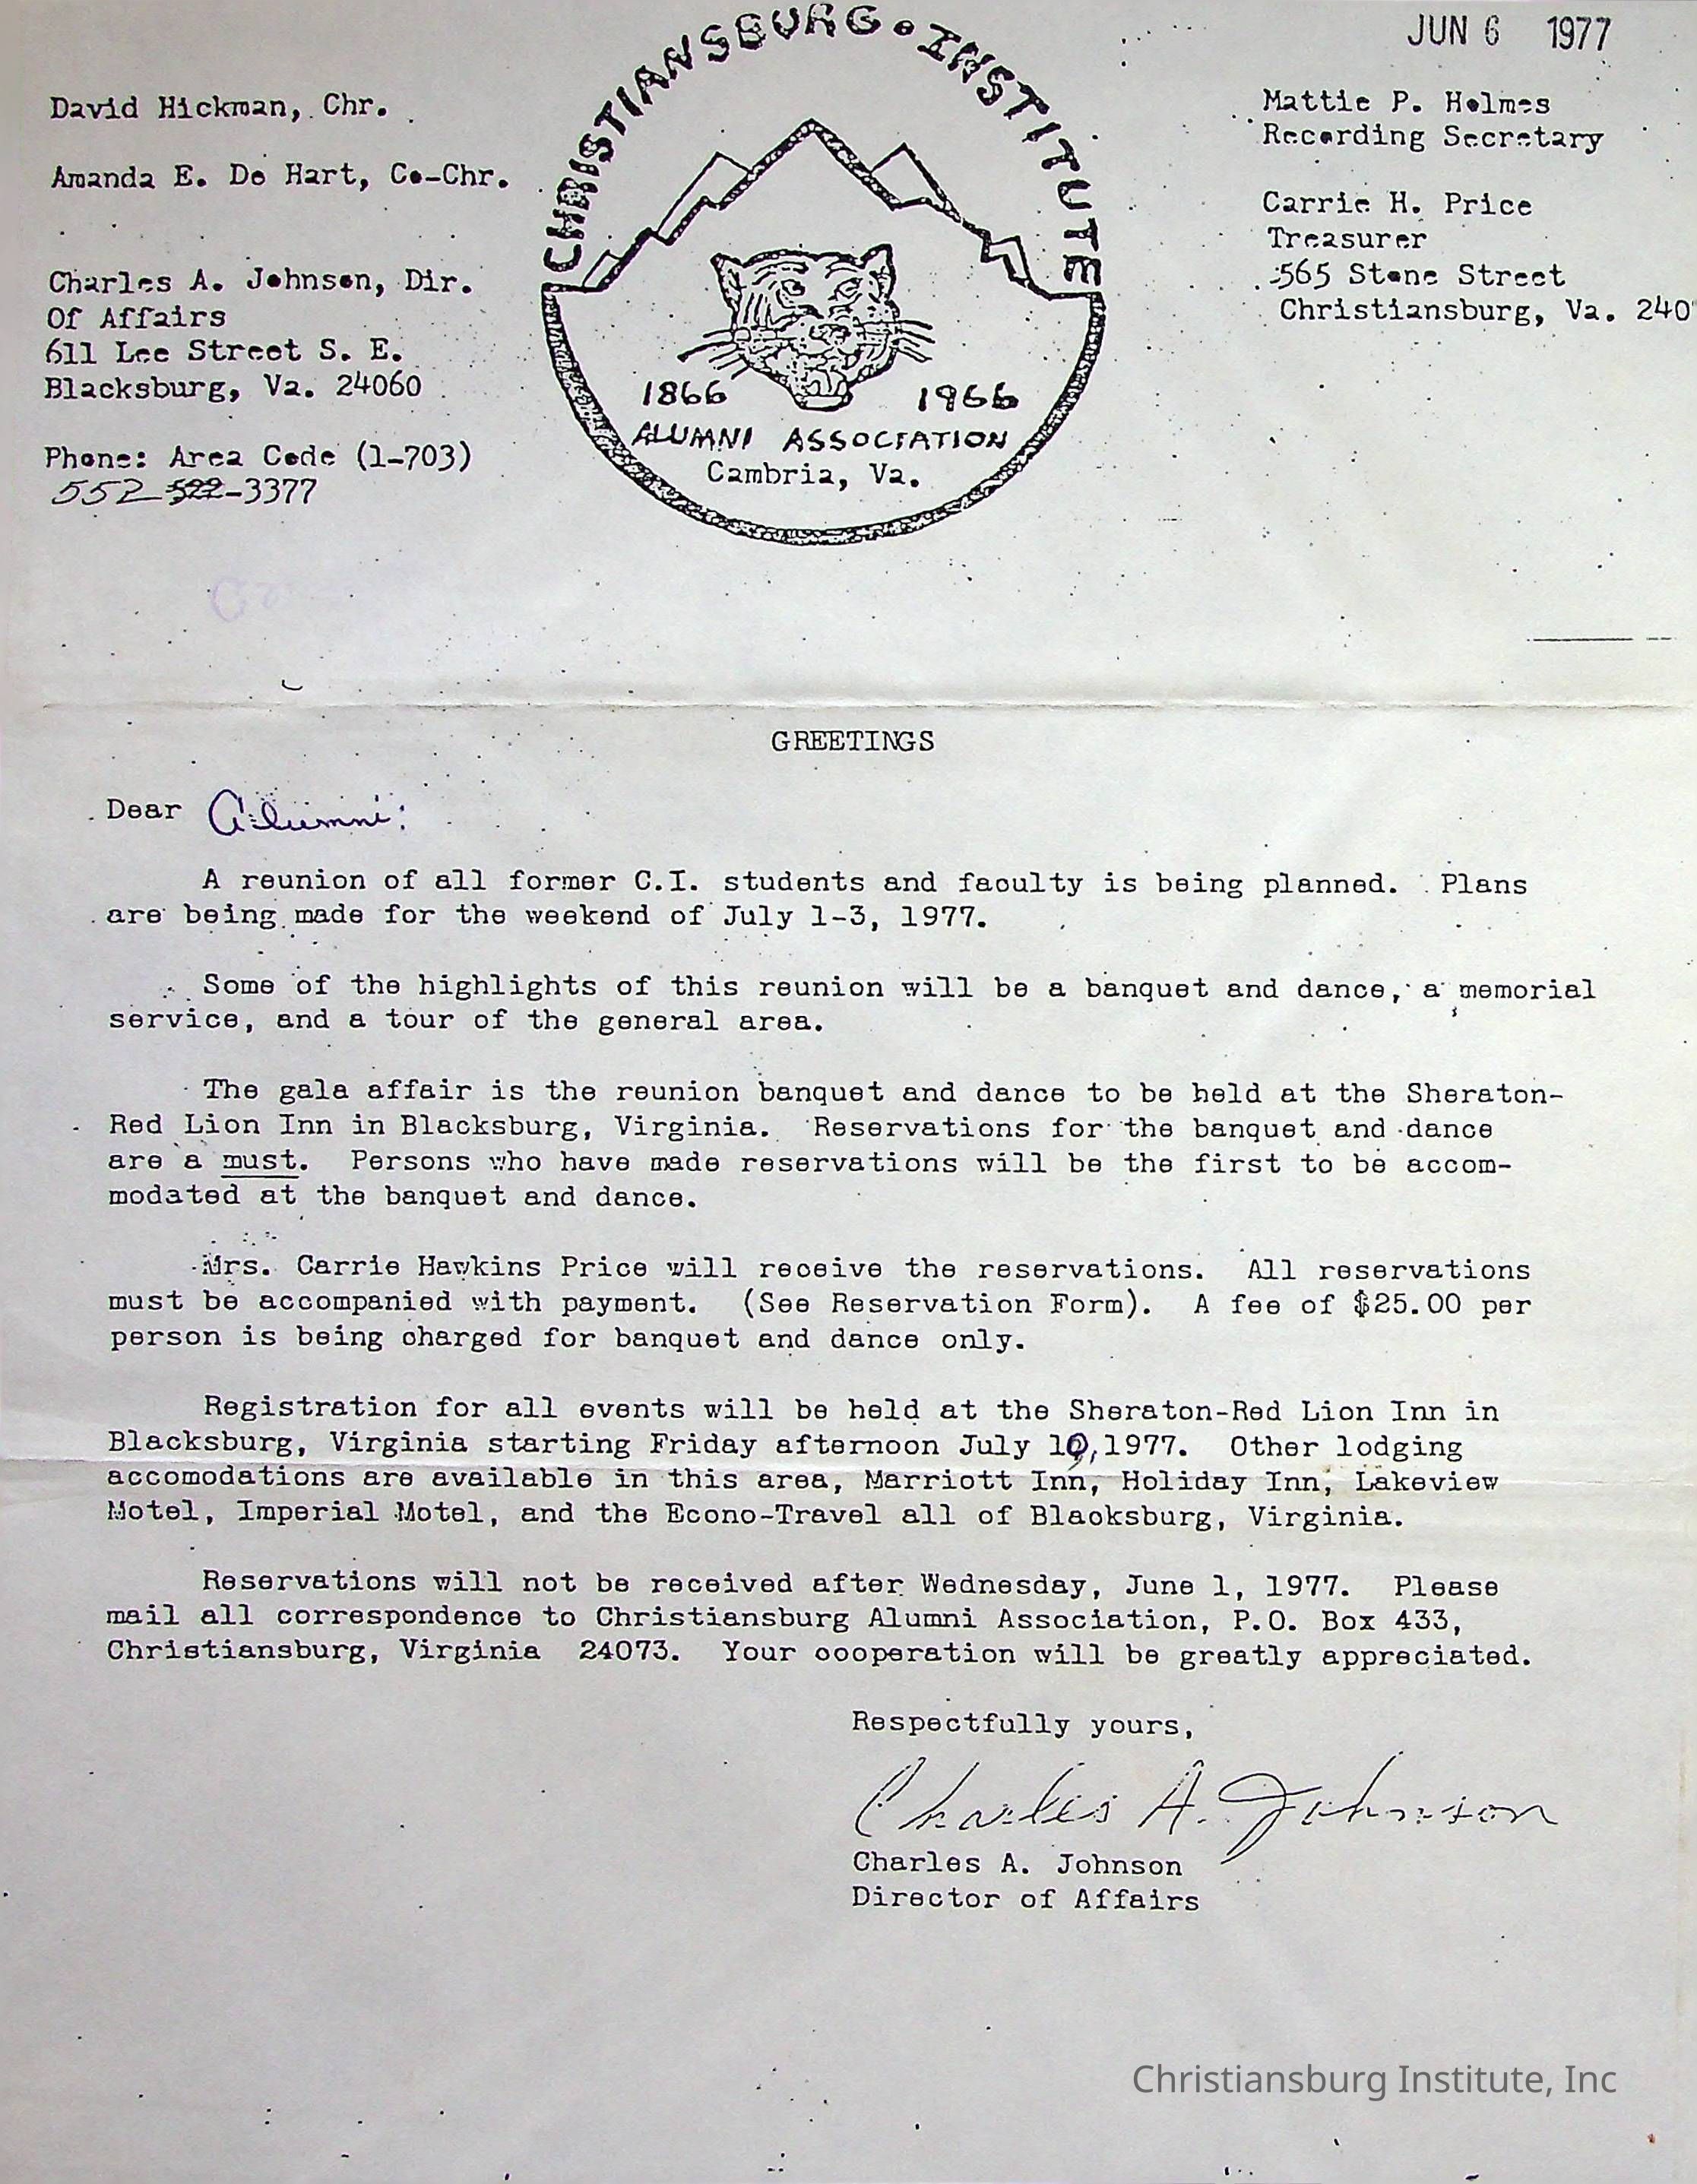 JUN 6 1977
CHRISTIANSBURG • INSTITUTE
David Hickman, Chr.
Amanda E. De Hart, Co-Chr.
Charles A. Johnson, Dir.
Of Affairs
611 Lee Street S. E.
Blacksburg, Va. 24060
Phone: Area Code (1-703)
552 522-3377
1866 1966
ALUMNI ASSOCIATION
Cambria, Va.
Mattie P. Holmes
Recording Secretary
Carrie H. Price
Treasurer
565 Stone Street
Christiansburg, Va. 240
GREETINGS
Dear Alumni:
A reunion of all former C.I. students and faculty is being planned. Plans
are being made for the weekend of July 1-3, 1977.
Some of the highlights of this reunion will be a banquet and dance, a memorial
service, and a tour of the general area.
The gala affair is the reunion banquet and dance to be held at the Sheraton-
Red Lion Inn in Blacksburg, Virginia. Reservations for the banquet and dance
are a must. Persons who have made reservations will be the first to be accom-
modated at the banquet and dance.
Mrs. Carrie Hawkins Price will receive the reservations. All reservations
must be accompanied with payment. (See Reservation Form). A fee of $25.00 per
person is being charged for banquet and dance only.
Registration for all events will be held at the Sheraton-Red Lion Inn in
Blacksburg, Virginia starting Friday afternoon July 1, 1977. Other lodging
accomodations are available in this area, Marriott Inn, Holiday Inn, Lakeview
Motel, Imperial Motel, and the Econo-Travel all of Blacksburg, Virginia.
Reservations will not be received after Wednesday, June 1, 1977. Please
mail all correspondence to Christiansburg Alumni Association, P.O. Box 433,
Christiansburg, Virginia 24073. Your cooperation will be greatly appreciated.
Respectfully yours,
Charles A. Johnson
Charles A. Johnson
Director of Affairs
Christiansburg Institute, Inc